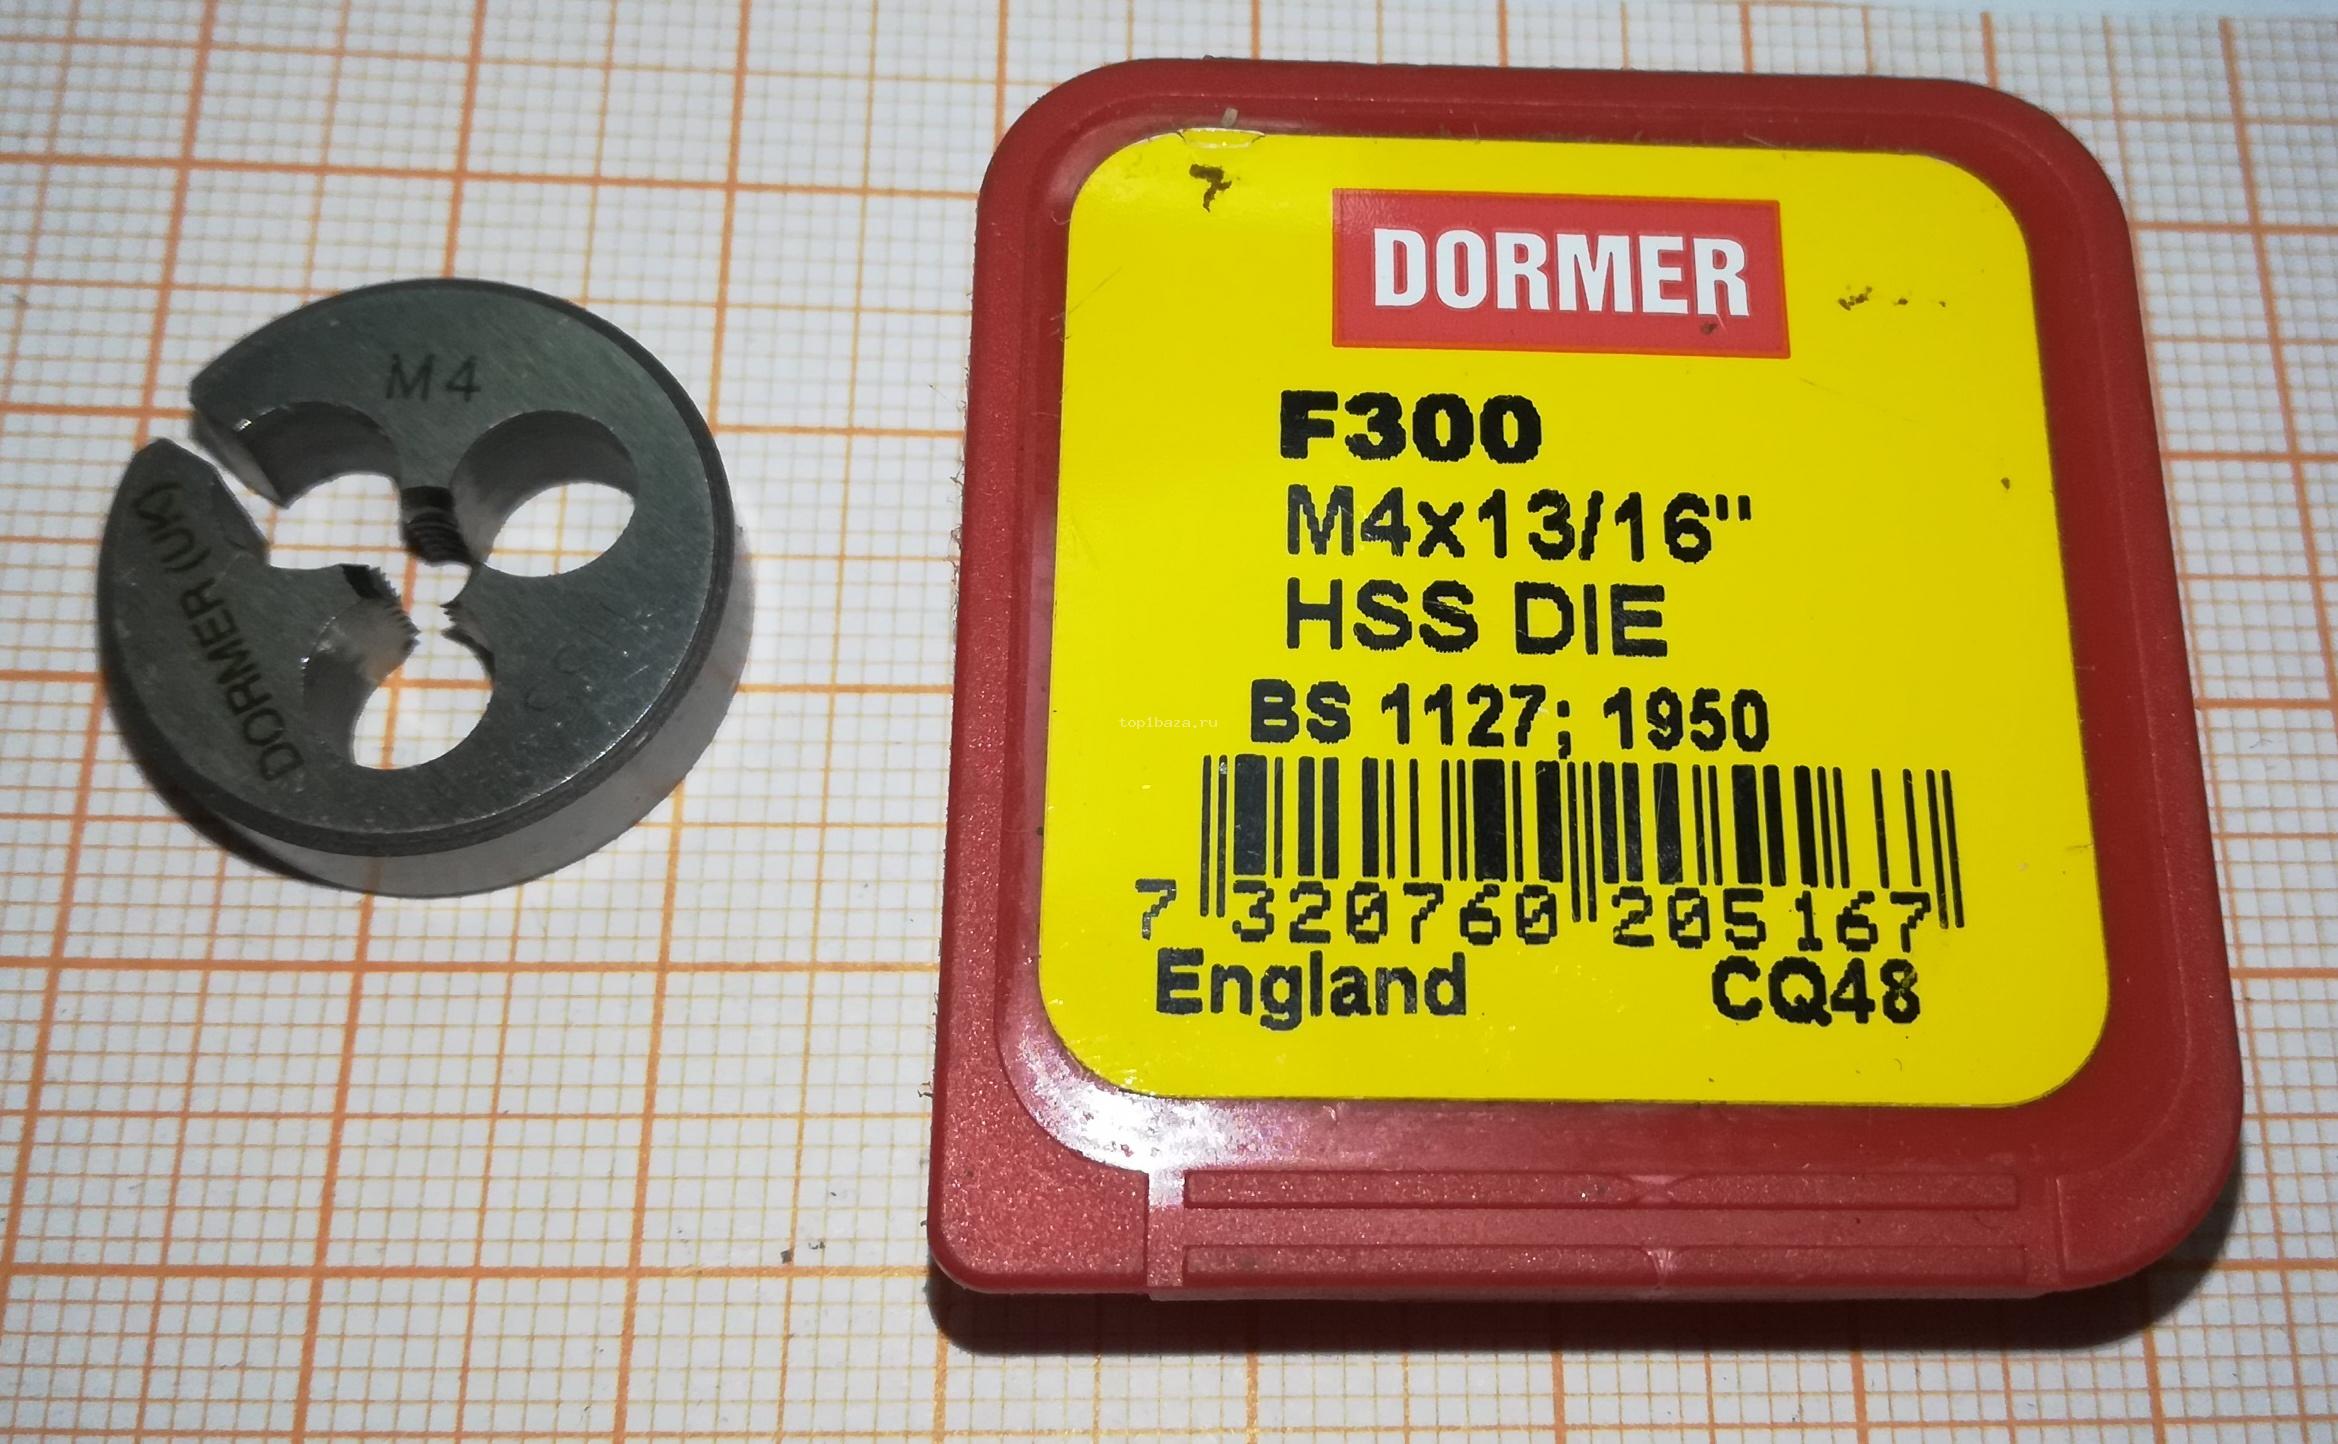 M4
DORMER (UK)
HSS
DORMER
F300
M4x13/16"
HSS DIE
BS 1127; 1950
top1baza.ru
7 320760 205167
England CQ48